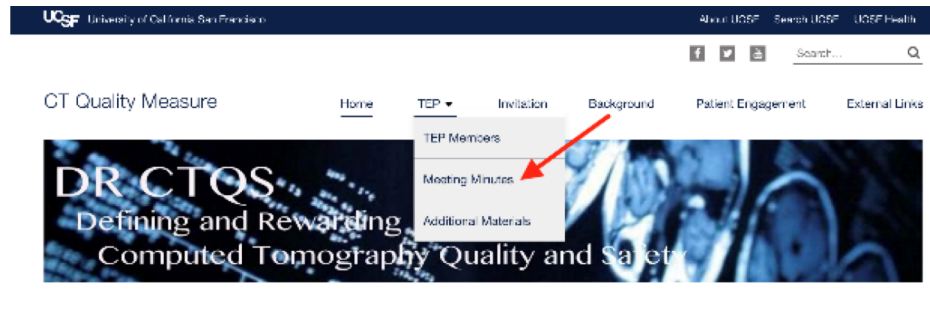 UCSF University of California San Francisco
About UCSF Search UCSF UCSF Health
Search...
CT Quality Measure
Home TEP Invitation Background Patient Engagement External Links
TEP Members
Meeting Minutes
Additional Materials
DR CTQS
Defining and Rewarding
Computed Tomography Quality and Safety